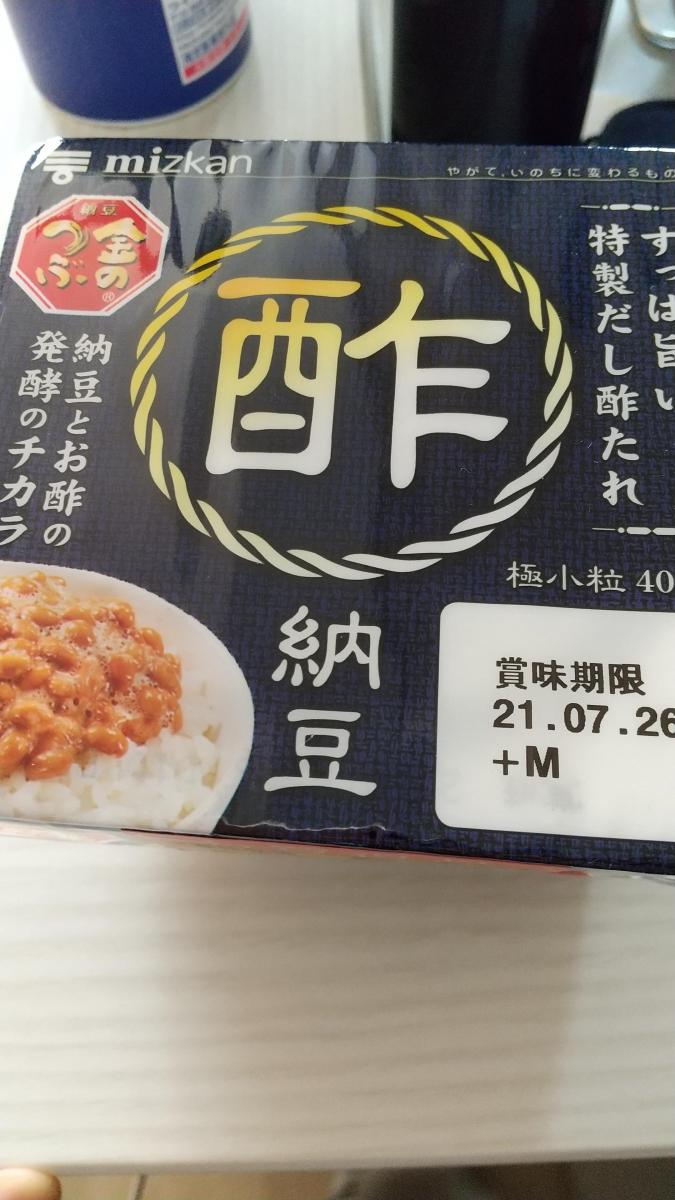 mizkan
やがて、いのちに変わるもの
納豆
金の
つぶ®
すっぱ旨い
特製だし酢たれ
酢
納豆とお酢の
発酵のチカラ
極小粒 40
納豆
賞味期限
21.07.26
+M